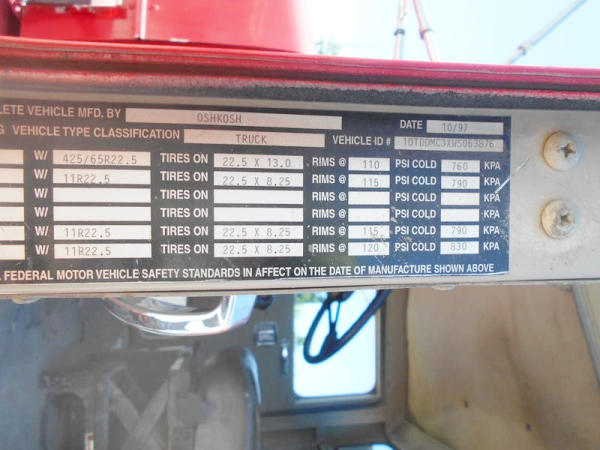 LETE VEHICLE MFD. BY OSHKOSH DATE 10/97
G VEHICLE TYPE CLASSIFICATION TRUCK VEHICLE ID # 10TDDMC3XWS063876
W/ 425/65R22.5 TIRES ON 22.5 X 13.0 RIMS @ 110 PSI COLD 760 KPA
W/ 11R22.5 TIRES ON 22.5 X 8.25 RIMS @ 115 PSI COLD 790 KPA
W/ TIRES ON RIMS @ PSI COLD KPA
W/ TIRES ON RIMS @ PSI COLD KPA
W/ 11R22.5 TIRES ON 22.5 X 8.25 RIMS @ 115 PSI COLD 790 KPA
W/ 11R22.5 TIRES ON 22.5 X 8.25 RIMS @ 120 PSI COLD 830 KPA
L FEDERAL MOTOR VEHICLE SAFETY STANDARDS IN AFFECT ON THE DATE OF MANUFACTURE SHOWN ABOVE